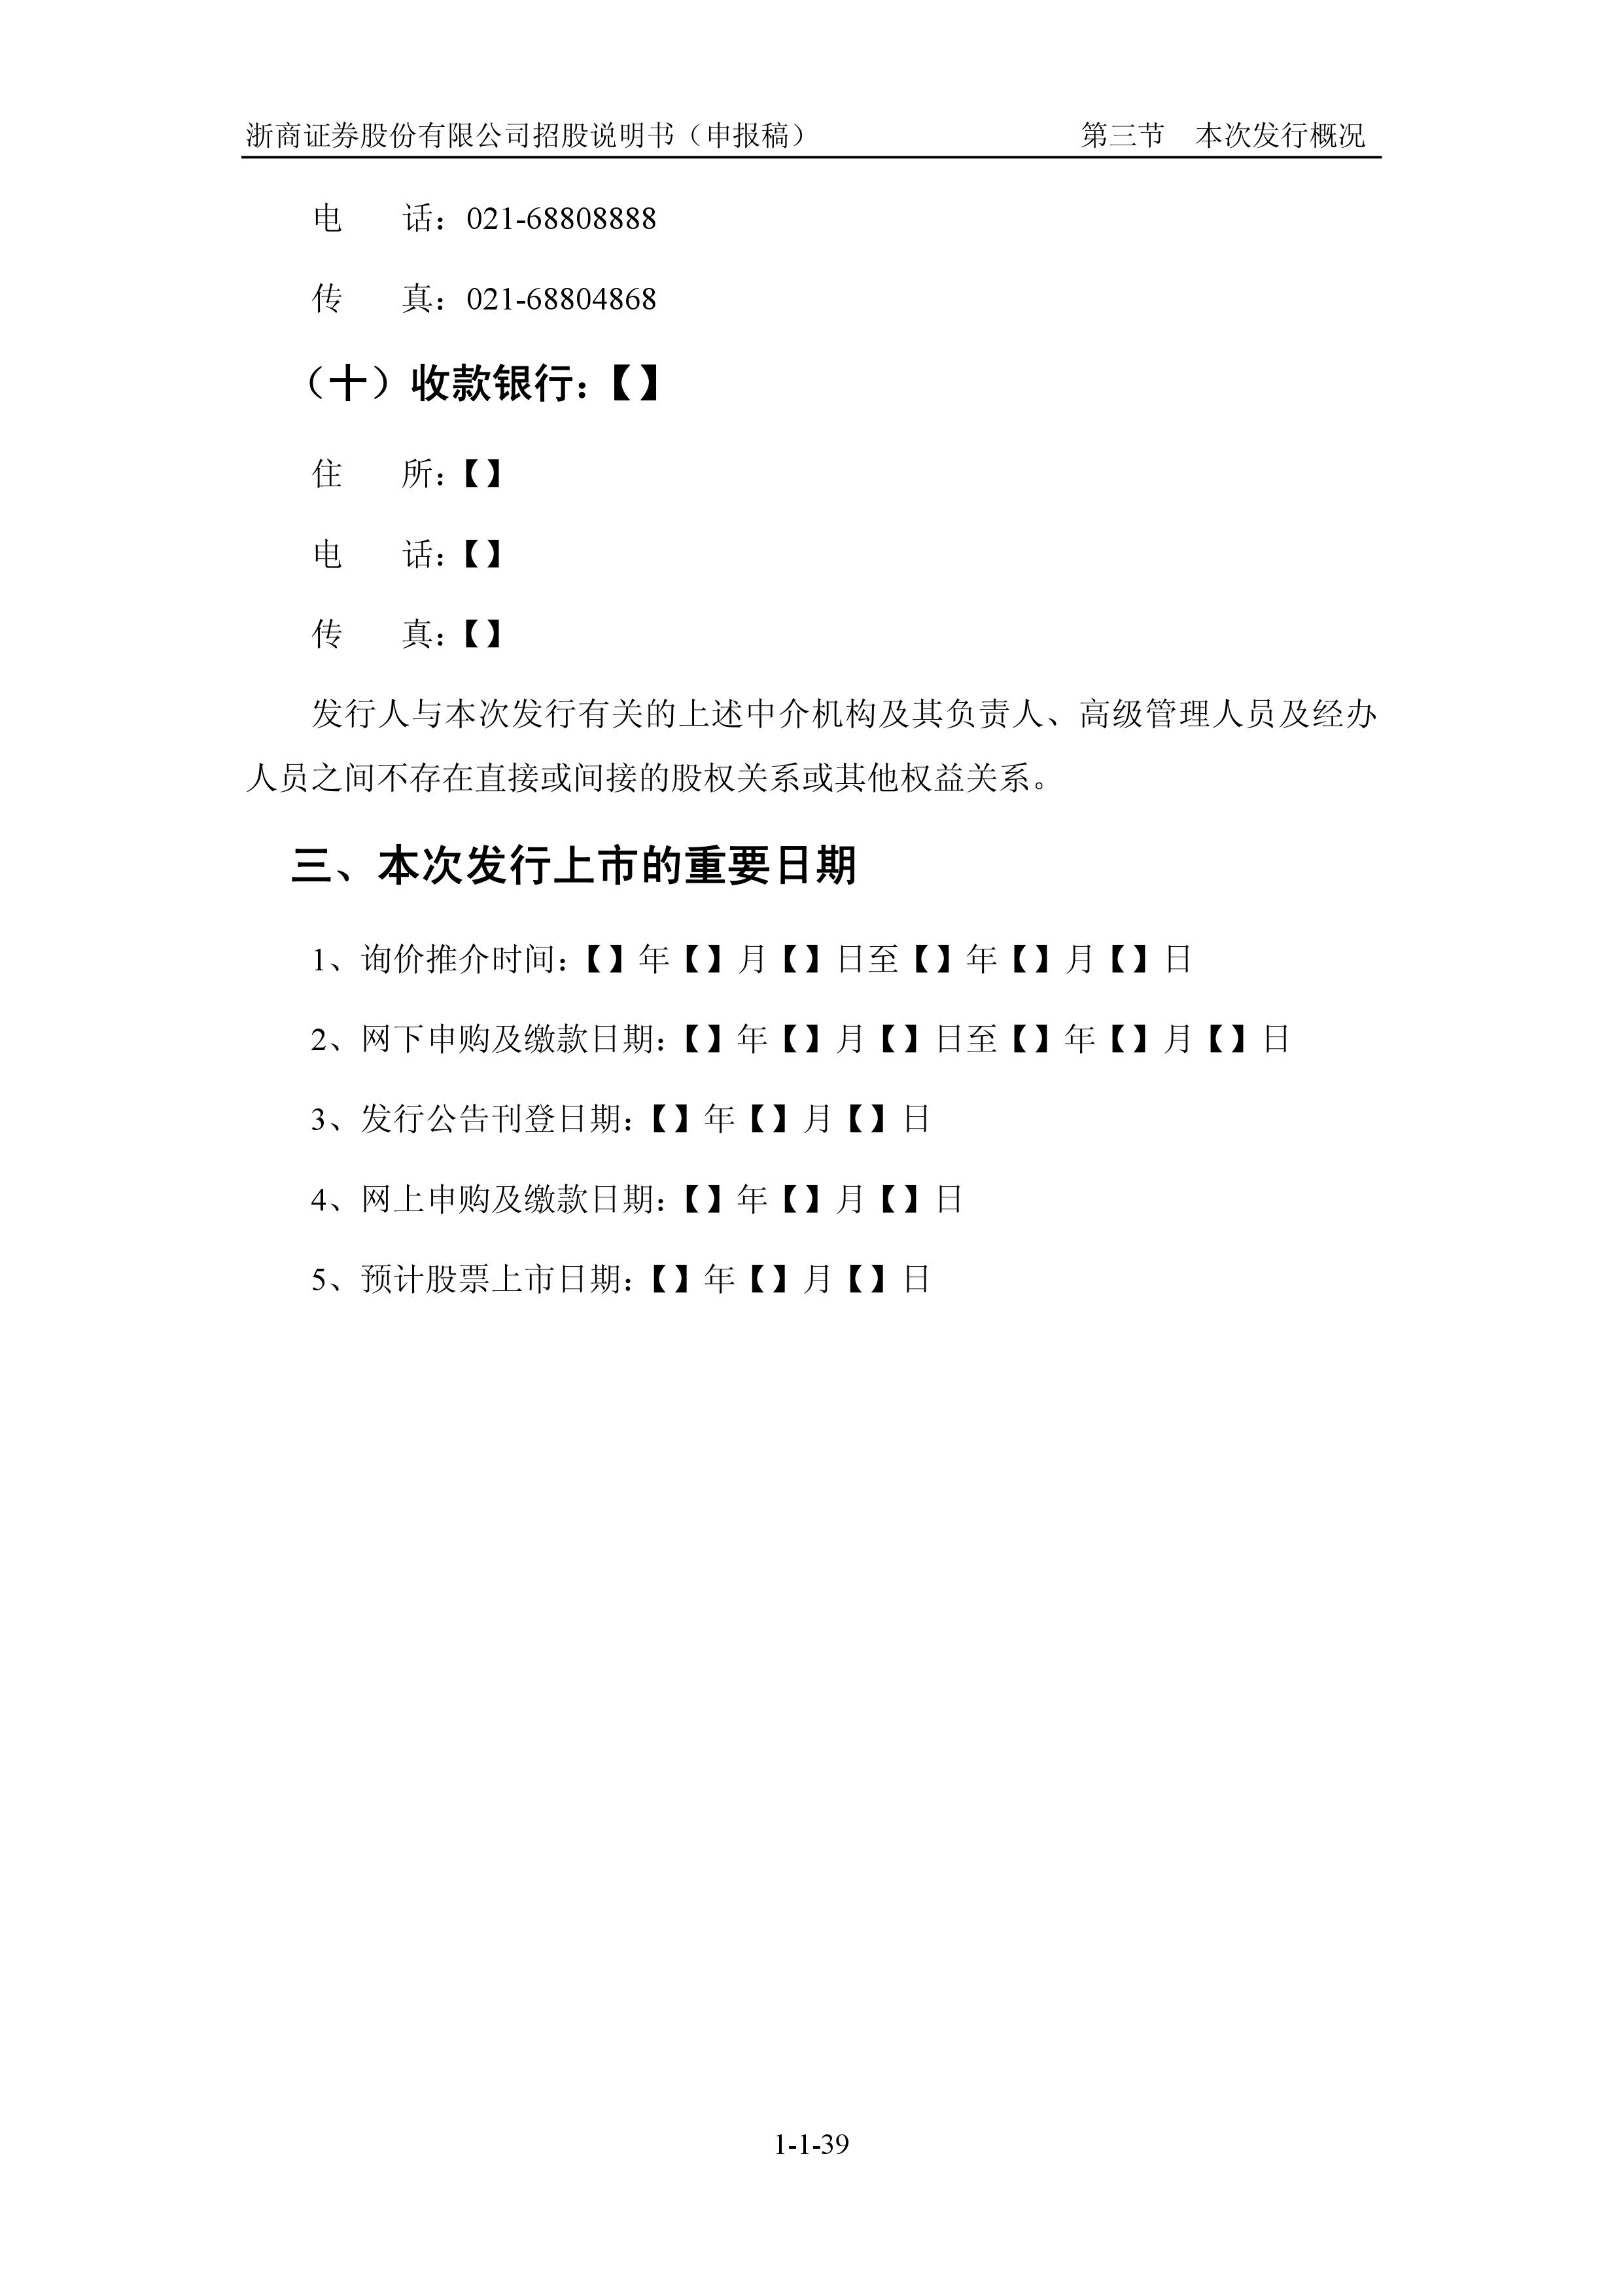 浙商证券股份有限公司招股说明书（申报稿） 第三节 本次发行概况
电 话：021-68808888
传 真：021-68804868
（十）收款银行：【】
住 所：【】
电 话：【】
传 真：【】
发行人与本次发行有关的上述中介机构及其负责人、高级管理人员及经办
人员之间不存在直接或间接的股权关系或其他权益关系。
三、本次发行上市的重要日期
1、询价推介时间：【】年【】月【】日至【】年【】月【】日
2、网下申购及缴款日期：【】年【】月【】日至【】年【】月【】日
3、发行公告刊登日期：【】年【】月【】日
4、网上申购及缴款日期：【】年【】月【】日
5、预计股票上市日期：【】年【】月【】日
1-1-39